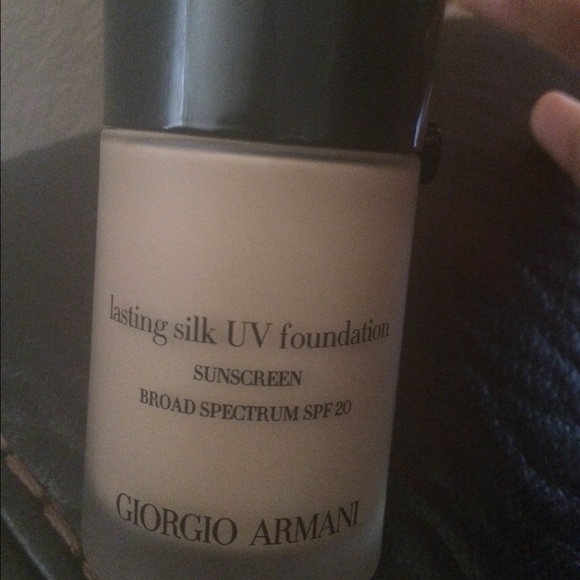 lasting silk UV foundation
SUNSCREEN
BROAD SPECTRUM SPF 20
GIORGIO ARMANI